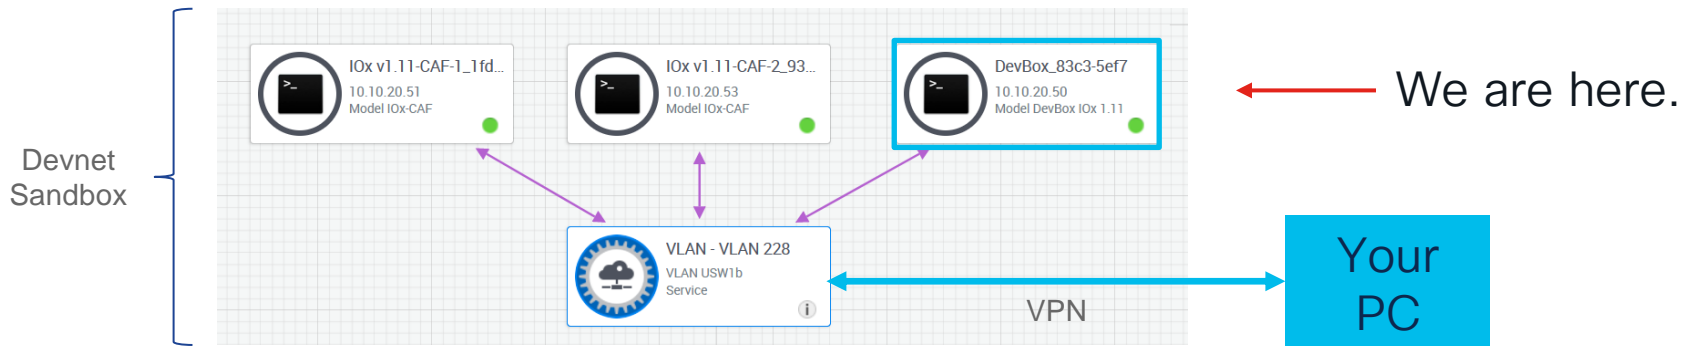 Devnet
Sandbox
>_
IOx v1.11-CAF-1_1fd...
10.10.20.51
Model IOx-CAF
>_
IOx v1.11-CAF-2_93...
10.10.20.53
Model IOx-CAF
>_
DevBox_83c3-5ef7
10.10.20.50
Model DevBox IOx 1.11
We are here.
VLAN - VLAN 228
VLAN USW1b
Service
i
VPN
Your
PC